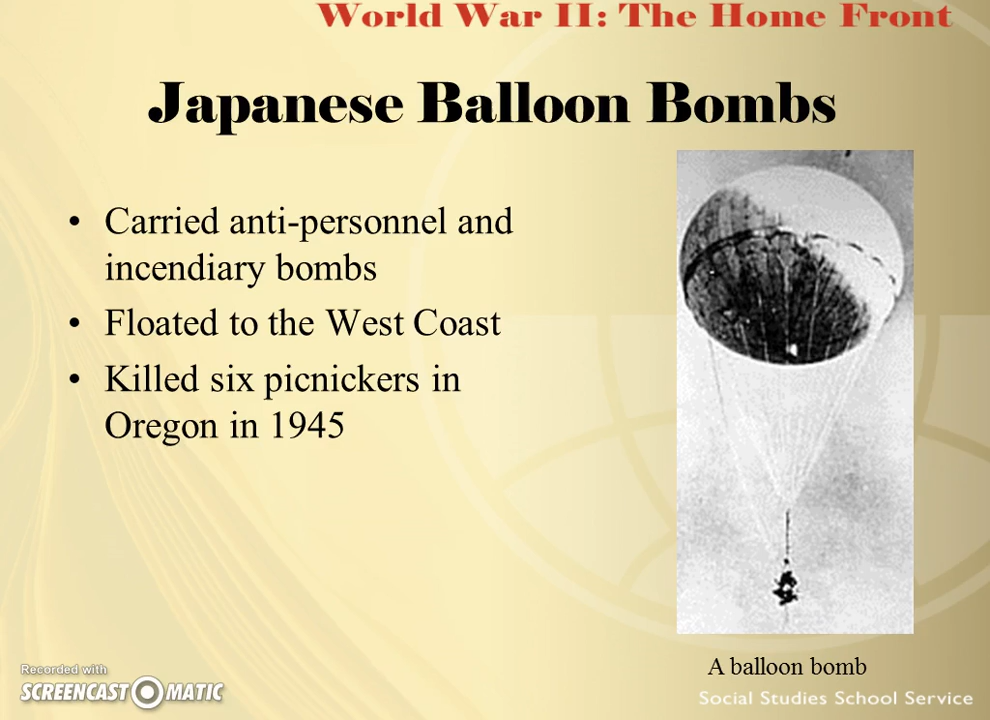 World War II: The Home Front
Japanese Balloon Bombs
• Carried anti-personnel and
incendiary bombs
• Floated to the West Coast
• Killed six picnickers in
Oregon in 1945
A balloon bomb
Recorded with
SCREENCAST-O-MATIC
Social Studies School Service